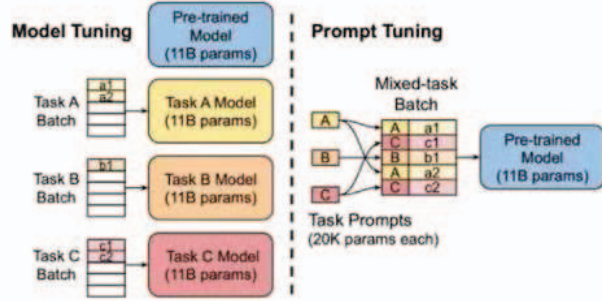 Model Tuning
Pre-trained
Model
(11B params)
a1
a2
Task A
Batch
Task A Model
(11B params)
b1
Task B
Batch
Task B Model
(11B params)
c1
c2
Task C
Batch
Task C Model
(11B params)
Prompt Tuning
Mixed-task
Batch
A
B
C
A a1
C c1
B b1
A a2
C c2
Pre-trained
Model
(11B params)
Task Prompts
(20K params each)